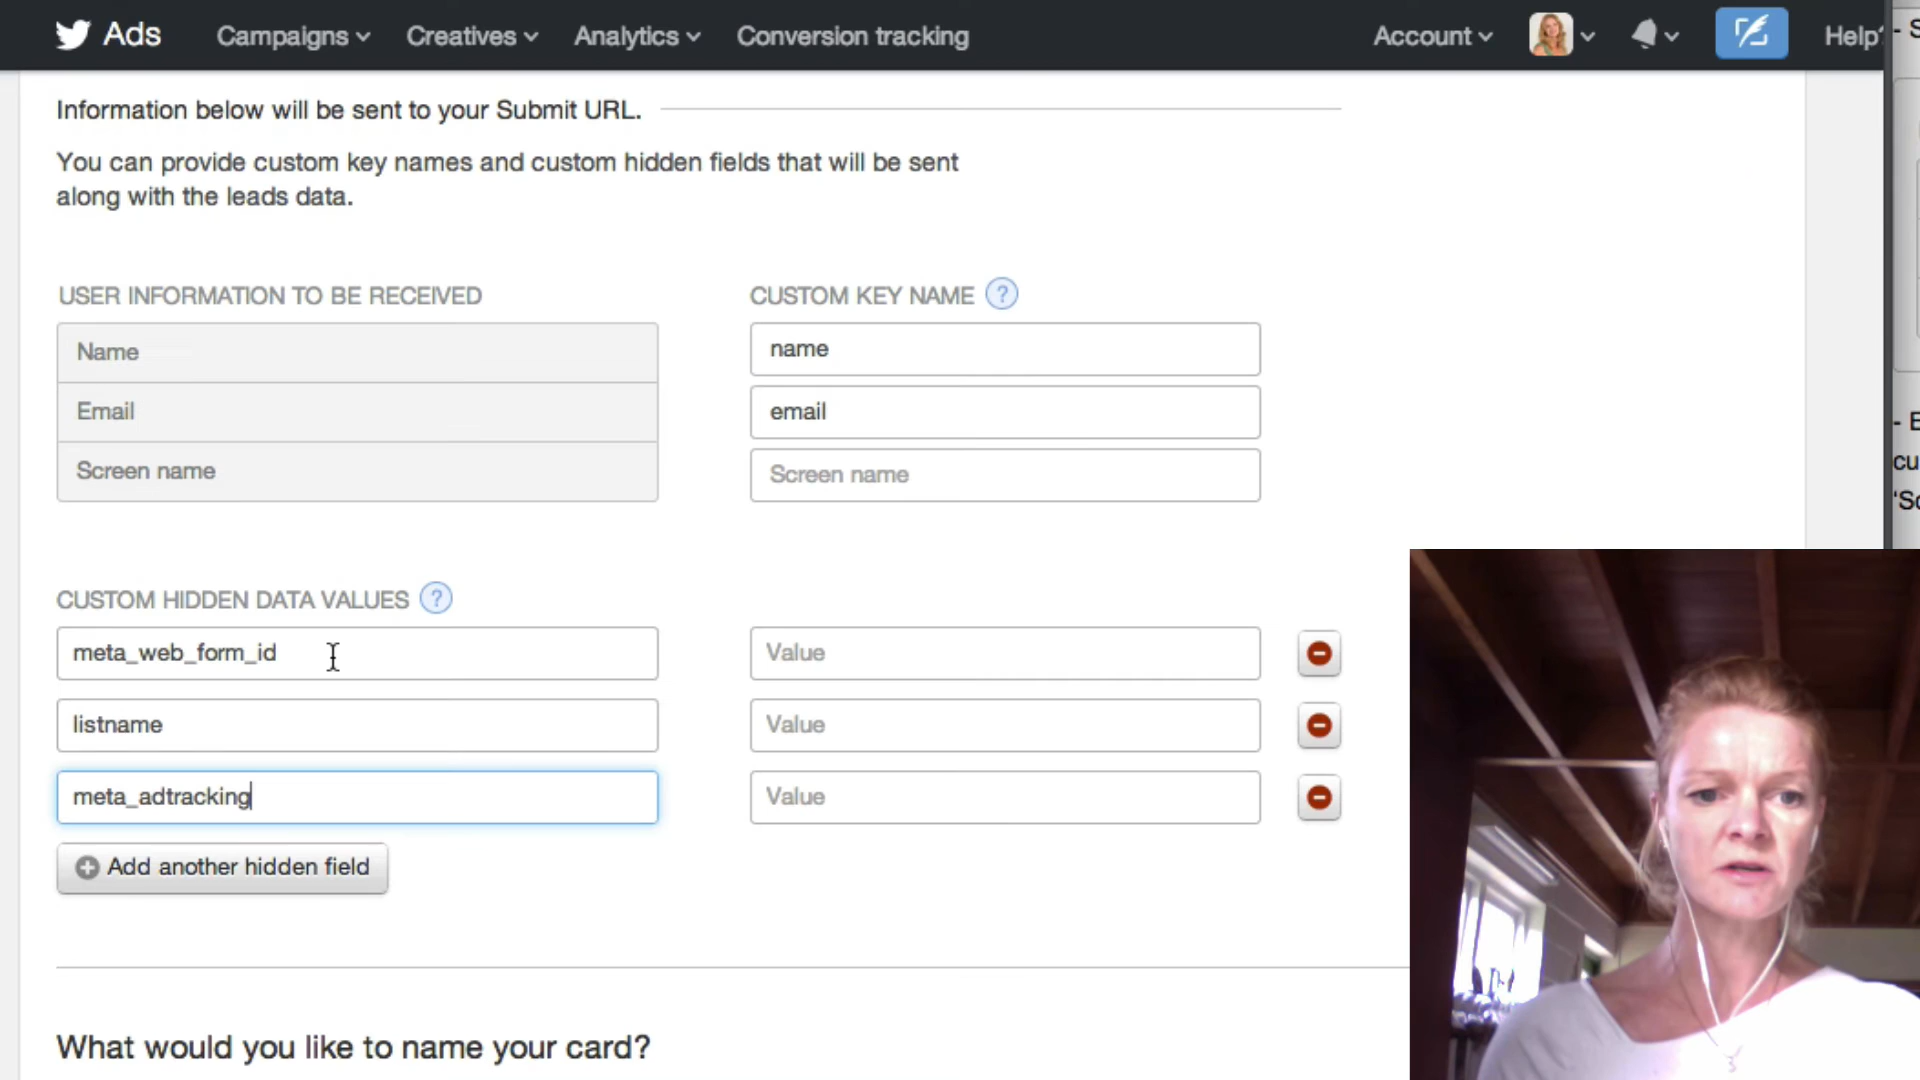 Ads Campaigns Creatives Analytics Conversion tracking Account Help?
- S
Information below will be sent to your Submit URL.
You can provide custom key names and custom hidden fields that will be sent
along with the leads data.
USER INFORMATION TO BE RECEIVED CUSTOM KEY NAME ?
Name name
Email email
Screen name Screen name
- E
cu
'Sc
CUSTOM HIDDEN DATA VALUES ?
meta_web_form_id Value
listname Value
meta_adtracking Value
Add another hidden field
What would you like to name your card?